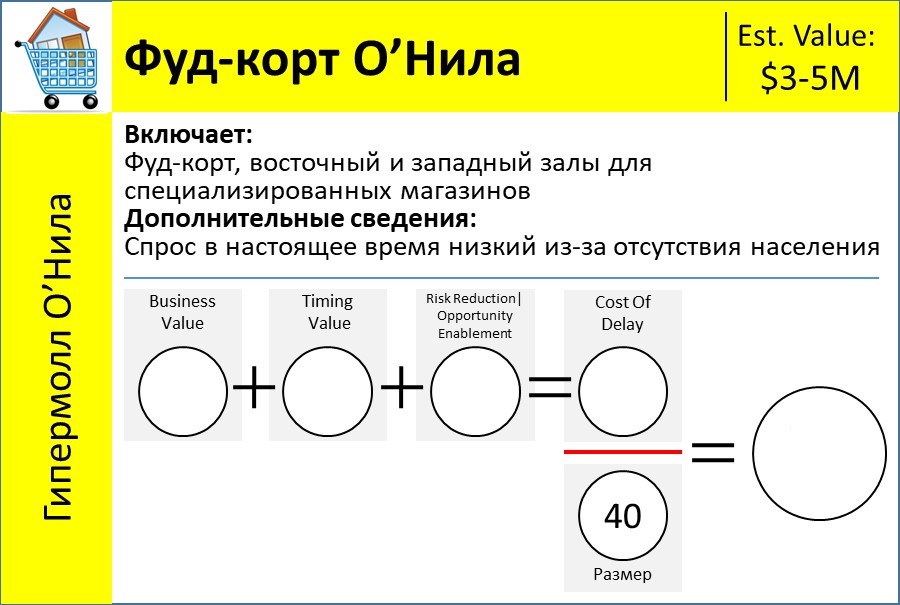 Фуд-корт О’Нила
Est. Value:
$3-5M
Гипермолл О’Нила
Включает:
Фуд-корт, восточный и западный залы для
специализированных магазинов
Дополнительные сведения:
Спрос в настоящее время низкий из-за отсутствия населения
Business
Value
+
Timing
Value
+
Risk Reduction|
Opportunity
Enablement
=
Cost Of
Delay
=
40
Размер